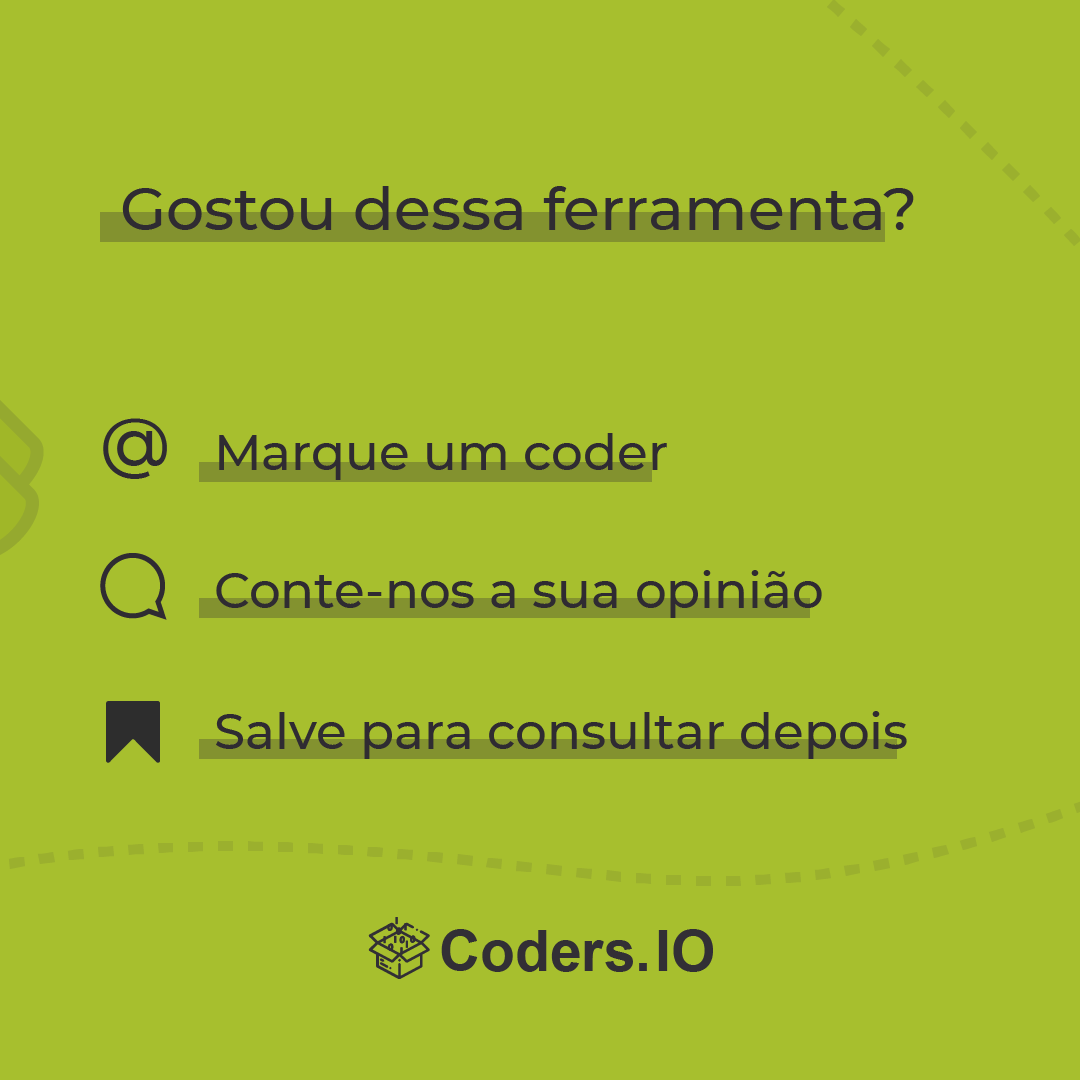 Gostou dessa ferramenta?
@ Marque um coder
Conte-nos a sua opinião
Salve para consultar depois
Coders.IO